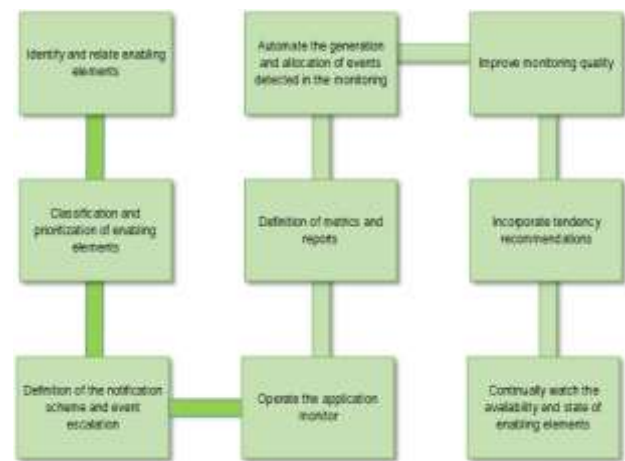 Identify and relate enabling
elements
Classification and
prioritization of enabling
elements
Definition of the notification
scheme and event
escalation
Operate the application
monitor
Definition of metrics and
reports
Automate the generation
and allocation of events
detected in the monitoring
Improve monitoring quality
Incorporate tendency
recommendations
Continually watch the
availability and state of
enabling elements